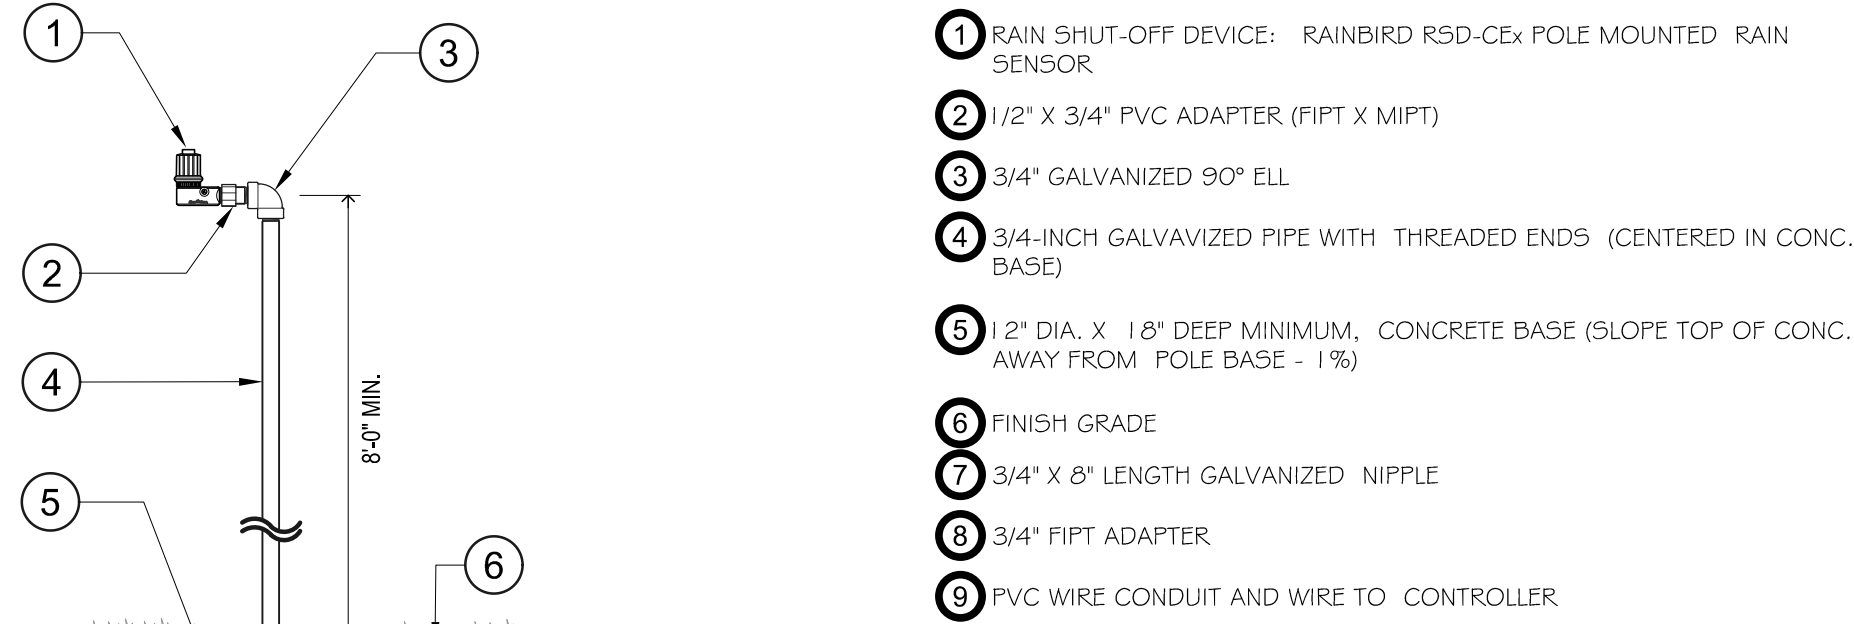 1
3
2
4
8'-0" MIN.
5
6
1 RAIN SHUT-OFF DEVICE: RAINBIRD RSD-CEx POLE MOUNTED RAIN
SENSOR
2 1/2" X 3/4" PVC ADAPTER (FIPT X MIPT)
3 3/4" GALVANIZED 90° ELL
4 3/4-INCH GALVAVIZED PIPE WITH THREADED ENDS (CENTERED IN CONC.
BASE)
5 12" DIA. X 18" DEEP MINIMUM, CONCRETE BASE (SLOPE TOP OF CONC.
AWAY FROM POLE BASE - 1%)
6 FINISH GRADE
7 3/4" X 8" LENGTH GALVANIZED NIPPLE
8 3/4" FIPT ADAPTER
9 PVC WIRE CONDUIT AND WIRE TO CONTROLLER